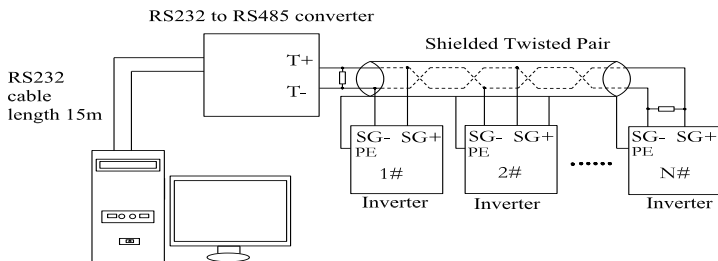 RS232 to RS485 converter
T+
T-
Shielded Twisted Pair
RS232
cable
length 15m
SG- SG+
PE
1#
Inverter
SG- SG+
PE
2#
Inverter
SG- SG+
PE
N#
Inverter